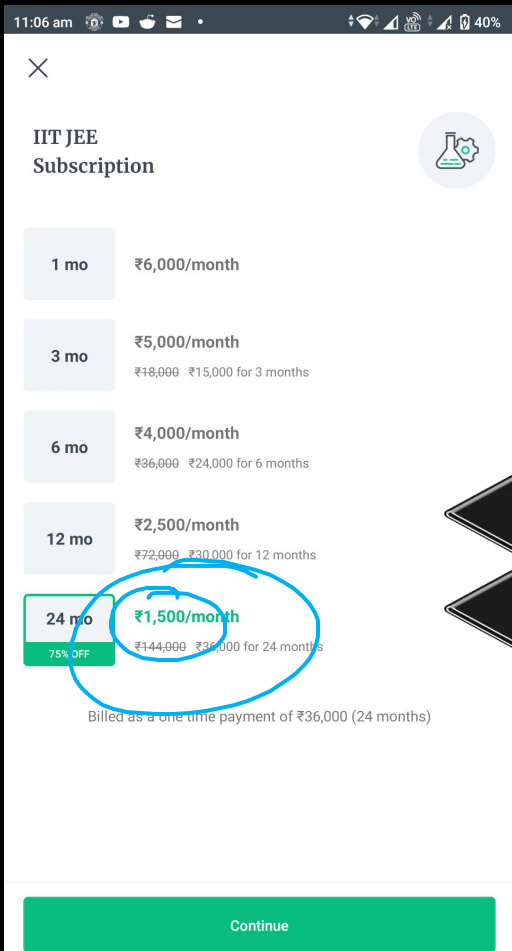 11:06 am
40%
IIT JEE
Subscription
1 mo
₹6,000/month
3 mo
₹5,000/month
₹18,000 ₹15,000 for 3 months
6 mo
₹4,000/month
₹36,000 ₹24,000 for 6 months
12 mo
₹2,500/month
₹72,000 ₹30,000 for 12 months
24 mo
₹1,500/month
75% OFF
₹144,000 ₹36,000 for 24 months
Billed as a one time payment of ₹36,000 (24 months)
Continue